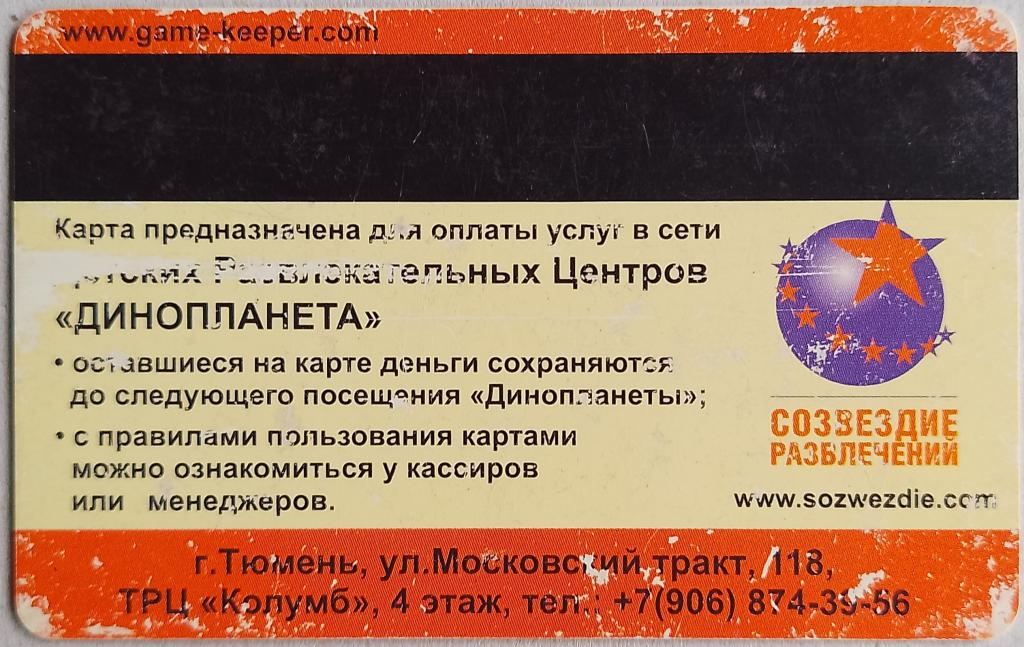 www.game-keeper.com
Карта предназначена для оплаты услуг в сети
Детских Развлекательных Центров
«ДИНОПЛАНЕТА»
• оставшиеся на карте деньги сохраняются
до следующего посещения «Динопланеты»;
• с правилами пользования картами
можно ознакомиться у кассиров
или менеджеров.
СОЗВЕЗДИЕ
РАЗВЛЕЧЕНИЙ
www.sozwezdie.com
г.Тюмень, ул.Московский тракт, 118,
ТРЦ «Колумб», 4 этаж, тел.: +7(906) 874-39-56